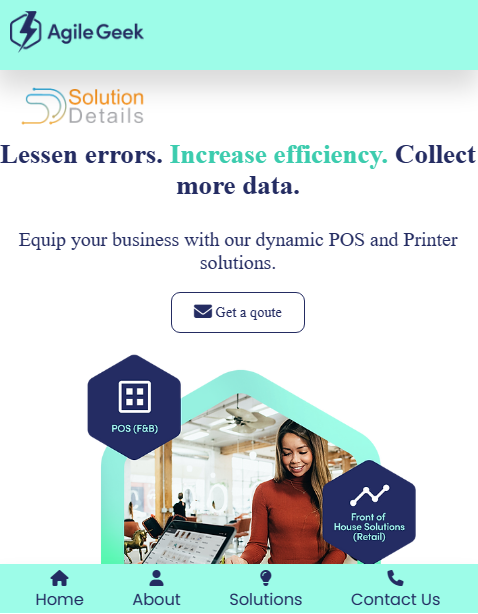 Agile Geek
Solution
Details
Lessen errors. Increase efficiency. Collect
more data.
Equip your business with our dynamic POS and Printer
solutions.
Get a qoute
POS (F&B)
Front of
House Solutions
(Retail)
Home About Solutions Contact Us